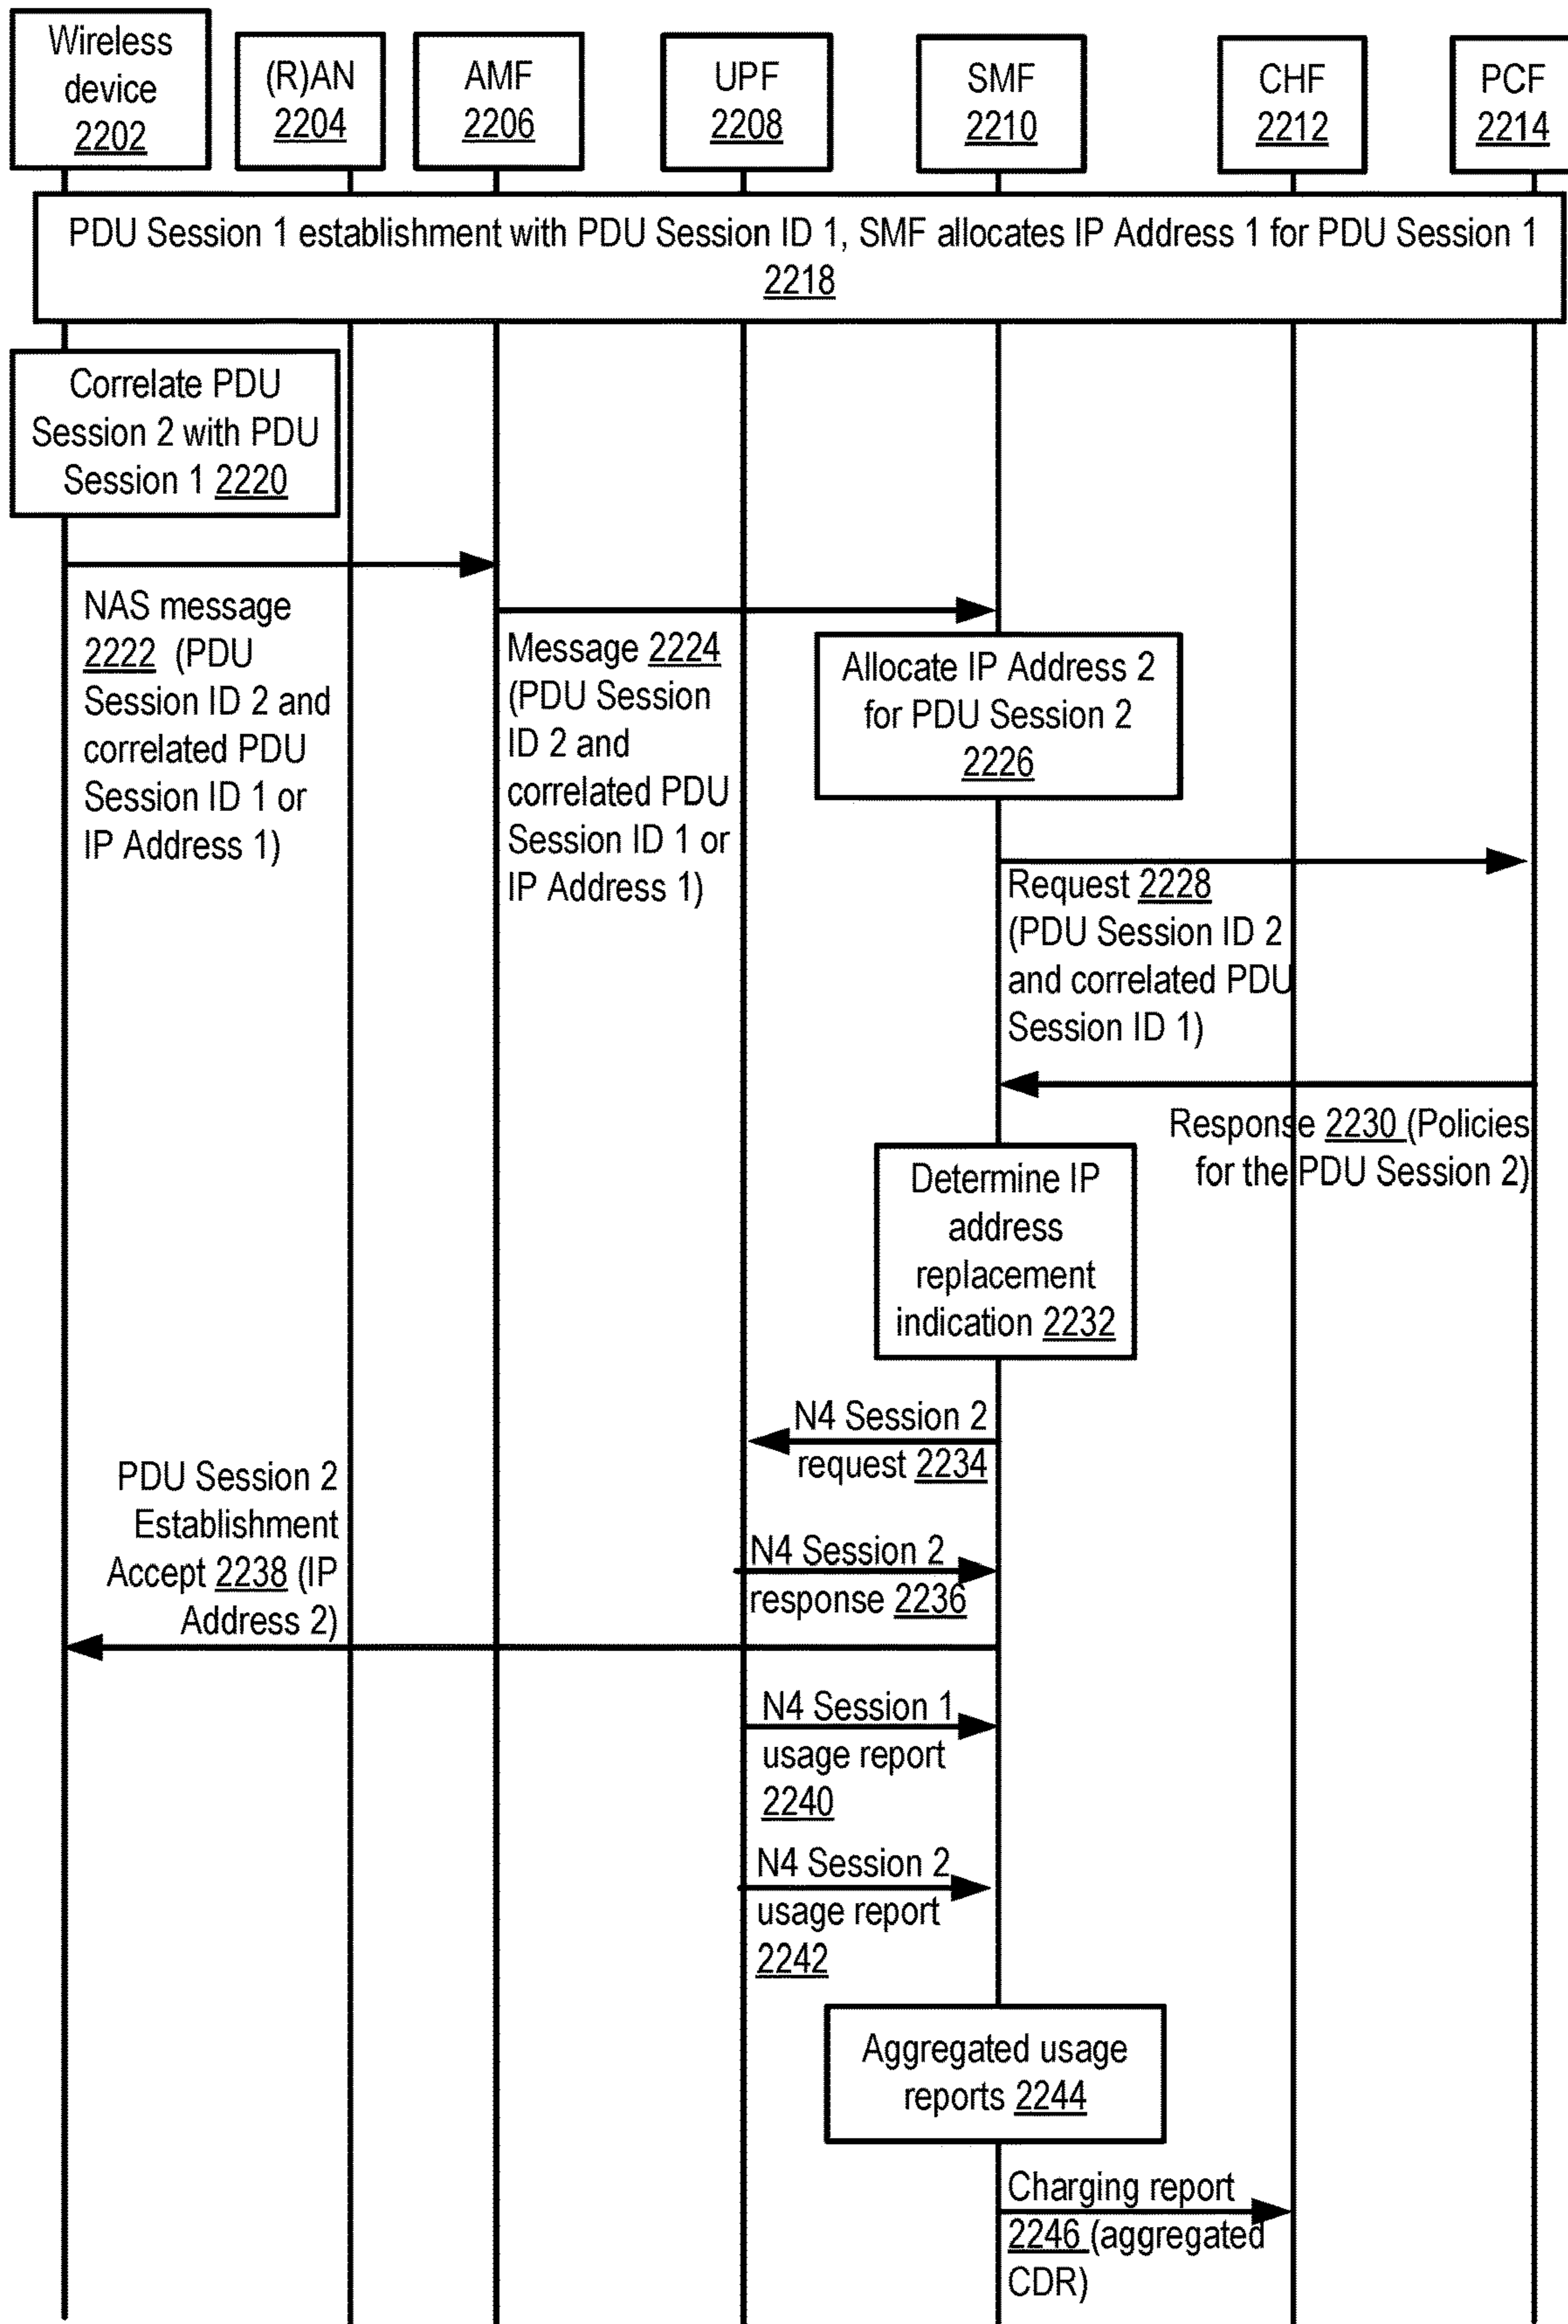 Wireless
device
2202
(R)AN
2204
AMF
2206
UPF
2208
SMF
2210
CHF
2212
PCF
2214
PDU Session 1 establishment with PDU Session ID 1, SMF allocates IP Address 1 for PDU Session 1
2218
Correlate PDU
Session 2 with PDU
Session 1 2220
NAS message
2222 (PDU
Session ID 2 and
correlated PDU
Session ID 1 or
IP Address 1)
Message 2224
(PDU Session
ID 2 and
correlated PDU
Session ID 1 or
IP Address 1)
Allocate IP Address 2
for PDU Session 2
2226
Request 2228
(PDU Session ID 2
and correlated PDU
Session ID 1)
Response 2230 (Policies
for the PDU Session 2)
Determine IP
address
replacement
indication 2232
N4 Session 2
request 2234
N4 Session 2
response 2236
PDU Session 2
Establishment
Accept 2238 (IP
Address 2)
N4 Session 1
usage report
2240
N4 Session 2
usage report
2242
Aggregated usage
reports 2244
Charging report
2246 (aggregated
CDR)